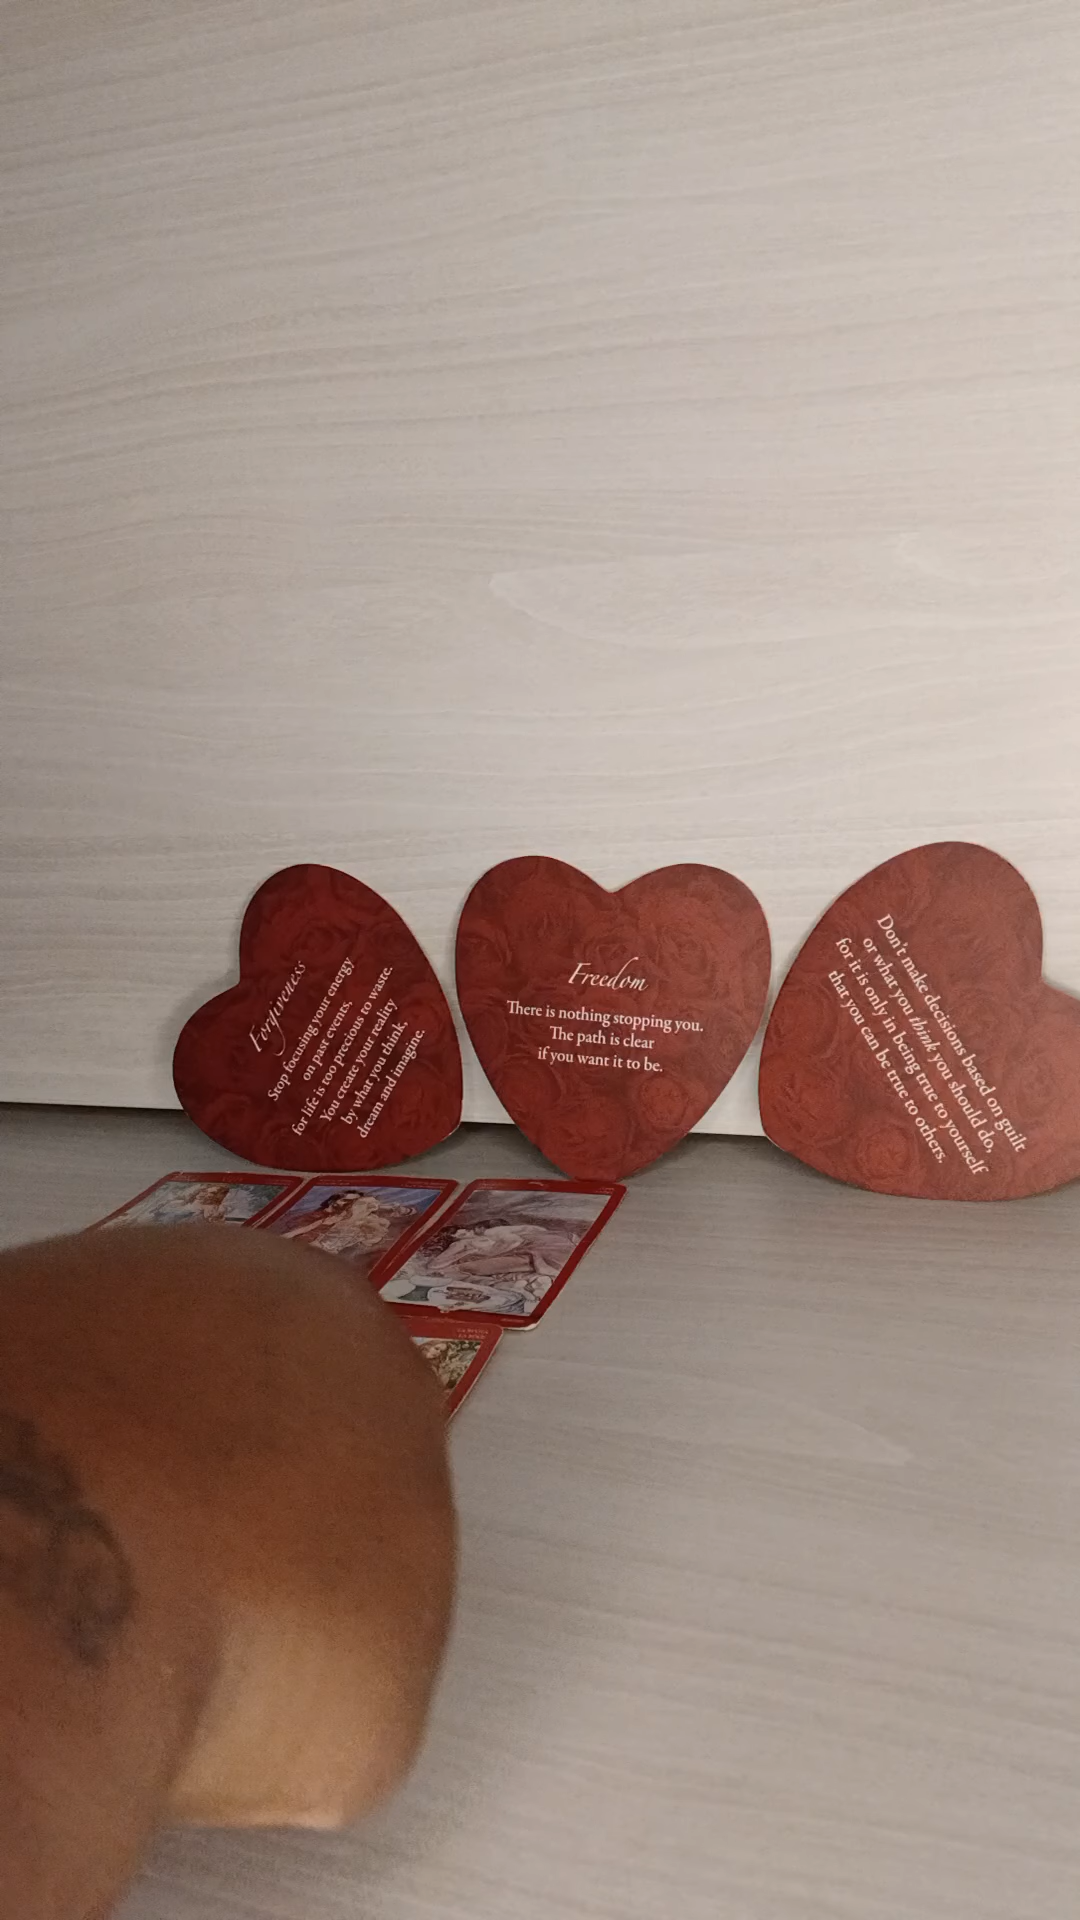 Forgiveness
Stop focusing your energy
on past events,
for life is too precious to waste.
You create your reality
by what you think,
dream and imagine.
Freedom
There is nothing stopping you.
The path is clear
if you want it to be.
Don't make decisions based on guilt
or what you think you should do,
for it is only in being true to yourself
that you can be true to others.